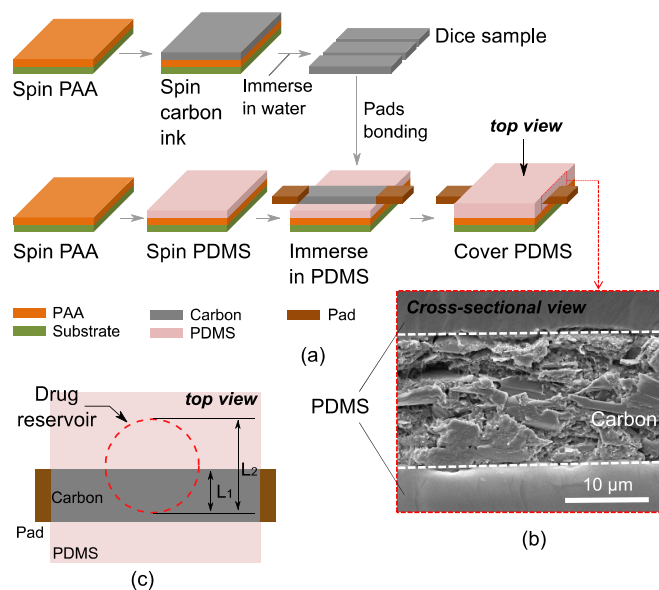 Spin PAA
Spin
carbon
ink
Immerse
in water
Dice sample
Pads
bonding
top view
Spin PAA
Spin PDMS
Immerse
in PDMS
Cover PDMS
PAA
Substrate
Carbon
PDMS
Pad
(a)
Cross-sectional view
PDMS
Carbon
10 μm
(b)
Drug
reservoir
top view
L2
L1
Carbon
Pad
PDMS
(c)